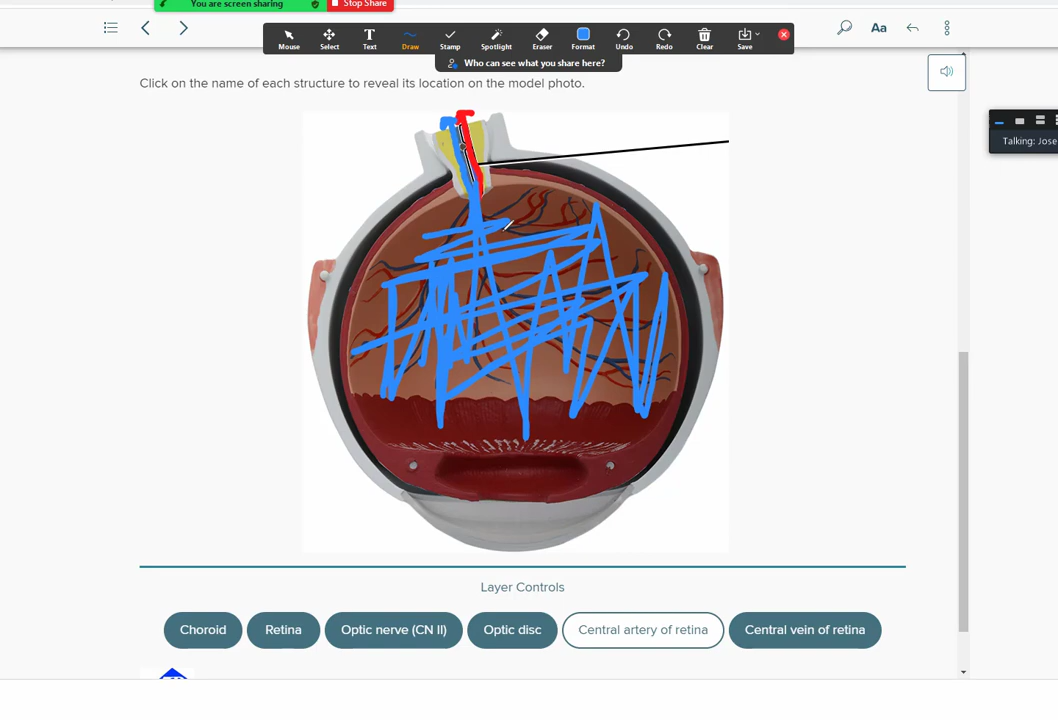 You are screen sharing
Stop Share
Mouse
Select
Text
Draw
Stamp
Spotlight
Eraser
Format
Undo
Redo
Clear
Save
Who can see what you share here?
Aa
Click on the name of each structure to reveal its location on the model photo.
Talking: Jose
Layer Controls
Choroid
Retina
Optic nerve (CN II)
Optic disc
Central artery of retina
Central vein of retina